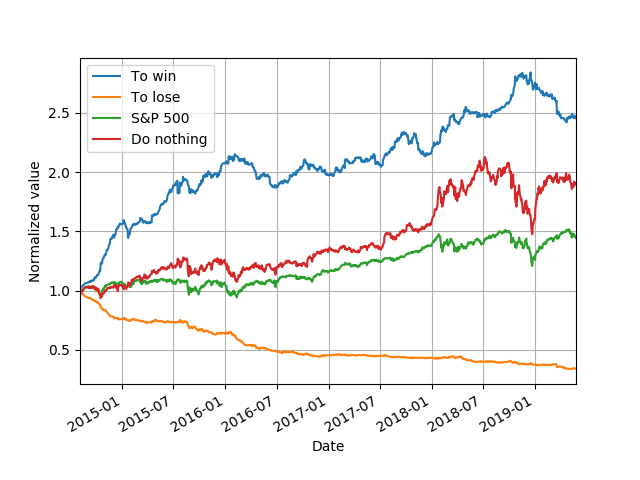 To win
To lose
S&P 500
Do nothing
Normalized value
2.5
2.0
1.5
1.0
0.5
2015-01
2015-07
2016-01
2016-07
2017-01
2017-07
2018-01
2018-07
2019-01
Date